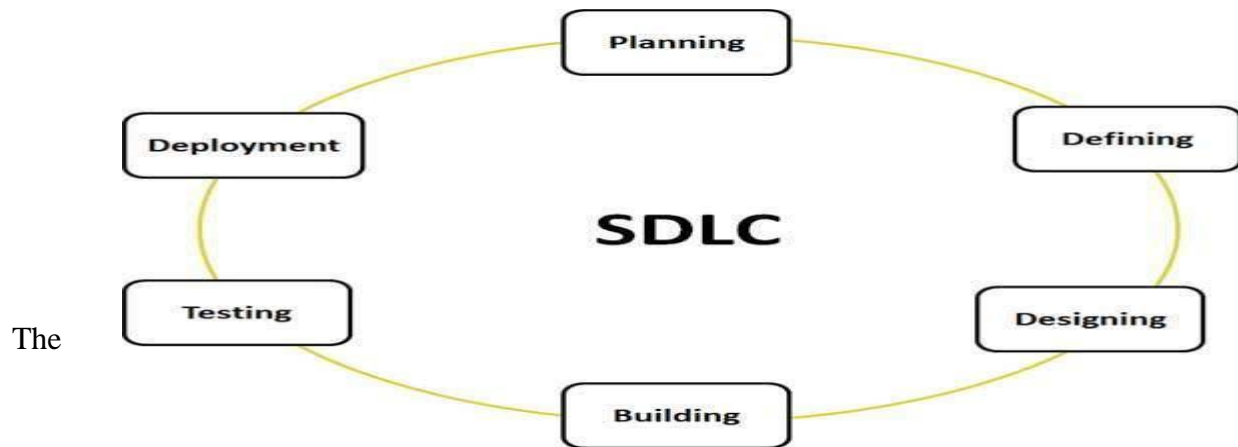 Planning
Defining
Designing
Building
Testing
Deployment
SDLC
The